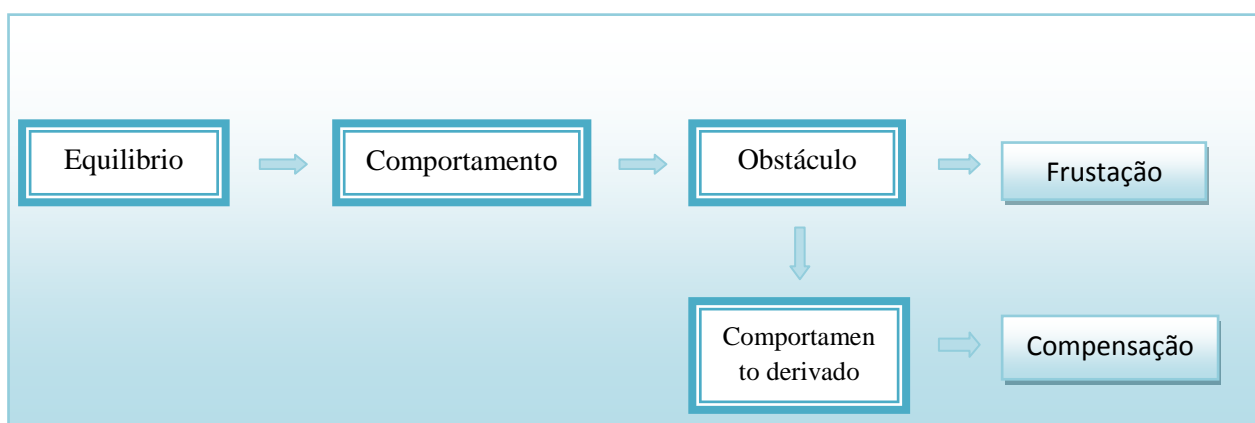 Equilibrio
Comportamento
Obstáculo
Frustação
Comportamen
to derivado
Compensação